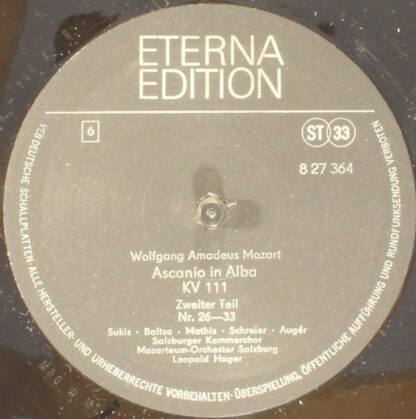 ETERNA
EDITION
6
ST 33
8 27 364
Wolfgang Amadeus Mozart
Ascanio in Alba
KV 111
Zweiter Teil
Nr. 26—33
Sukis · Baltsa · Mathis · Schreier · Augér
Salzburger Kammerchor
Mozarteum-Orchester Salzburg
Leopold Hager
VEB DEUTSCHE SCHALLPLATTEN · ALLE HERSTELLER- UND URHEBERRECHTE VORBEHALTEN · ÜBERSPIELUNG, ÖFFENTLICHE AUFFÜHRUNG UND RUNDFUNKSENDUNG VERBOTEN